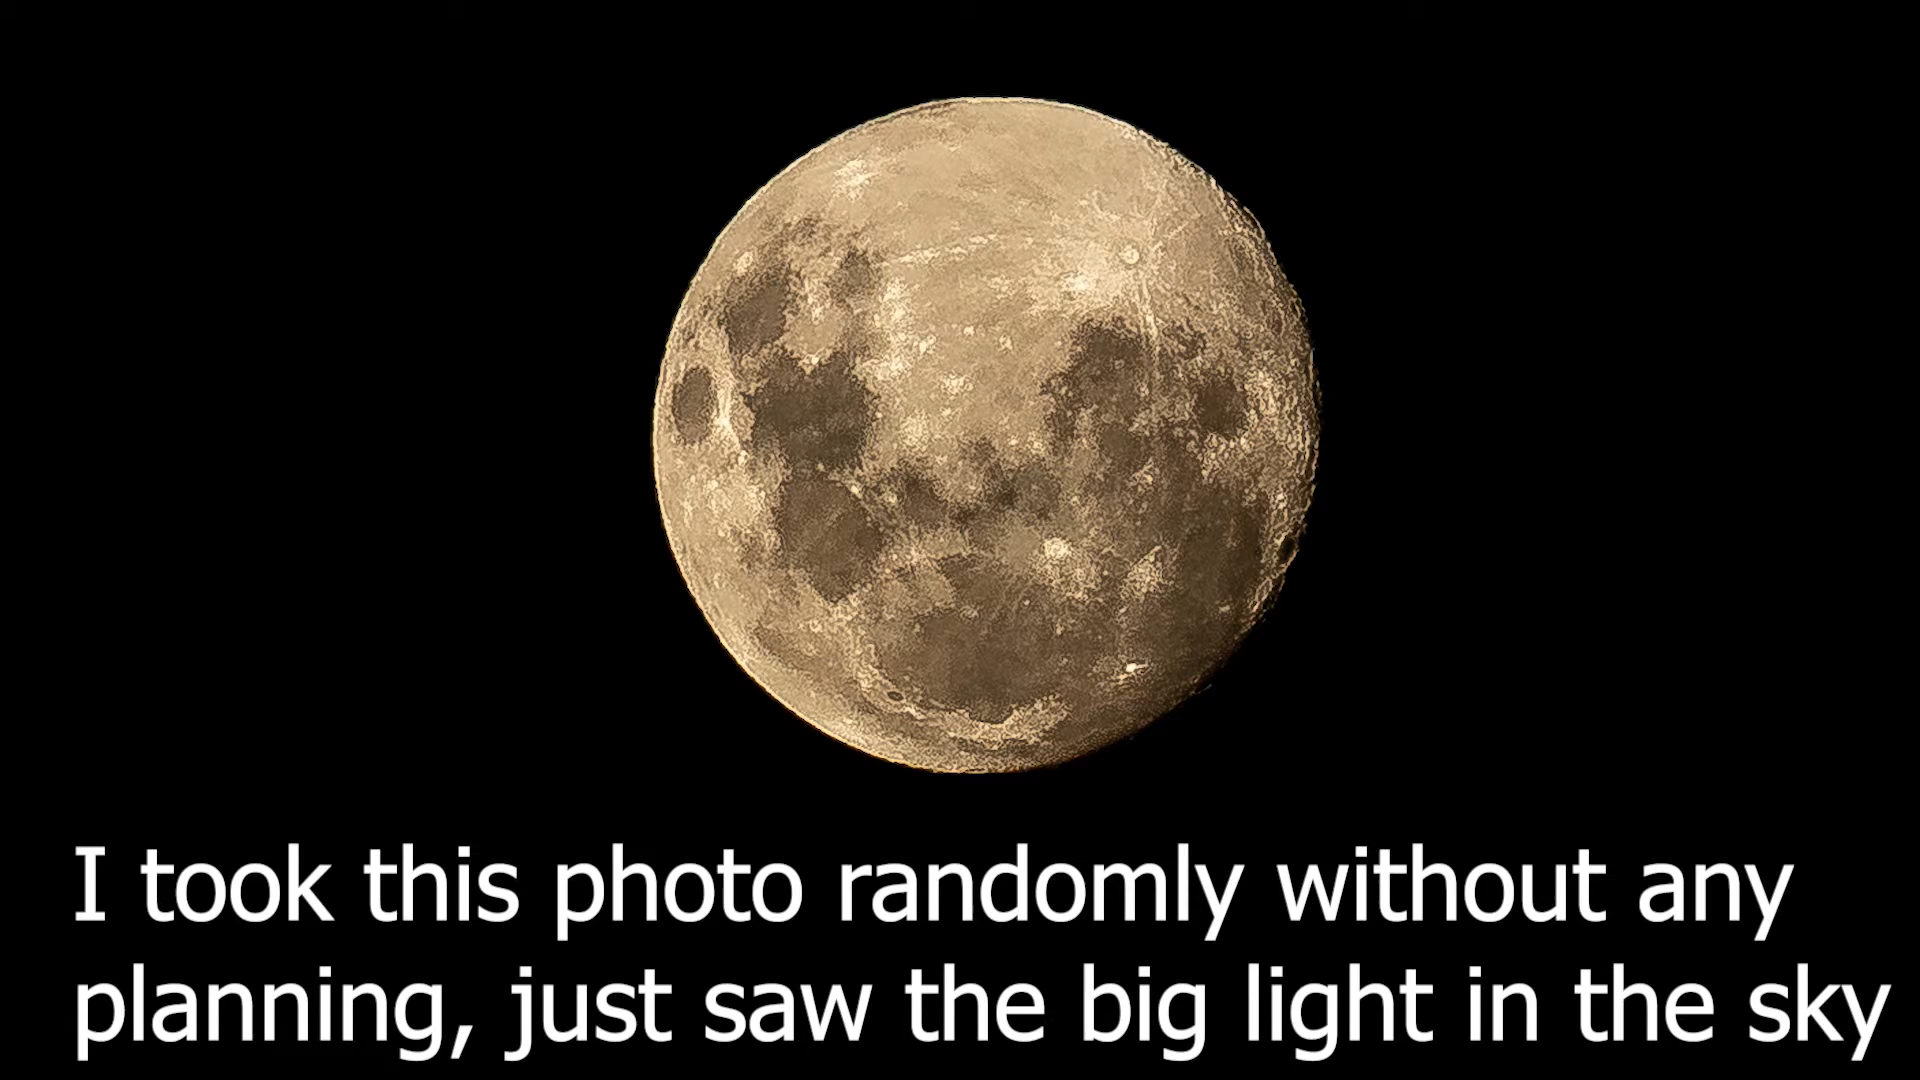 I took this photo randomly without any
planning, just saw the big light in the sky